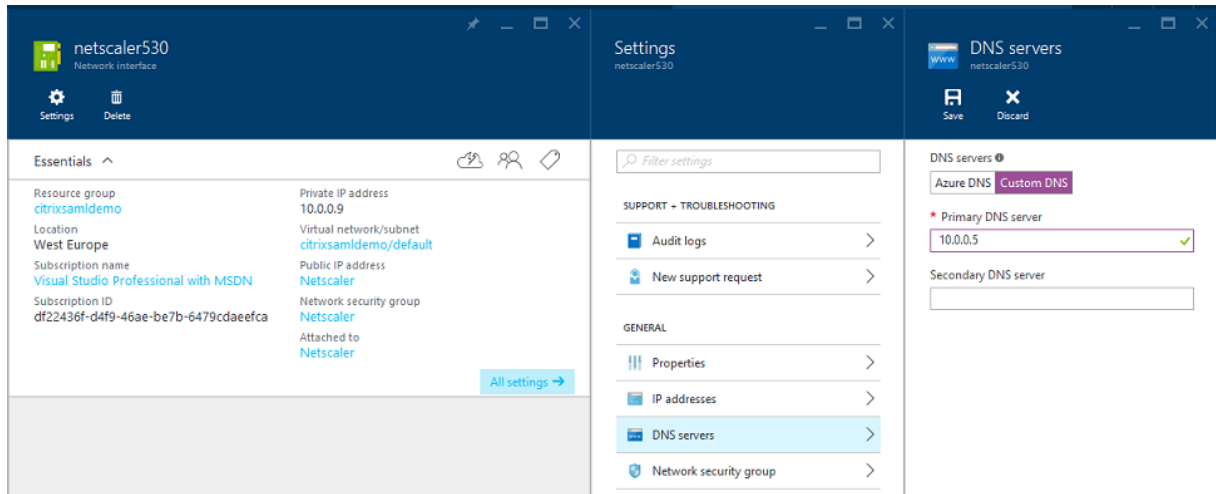 netscaler530
Network interface
Settings
Delete
Essentials
Resource group
citrixsamldemo
Location
West Europe
Subscription name
Visual Studio Professional with MSDN
Subscription ID
df22436f-d4f9-46ae-be7b-6479cdaeefca
Private IP address
10.0.0.9
Virtual network/subnet
citrixsamldemo/default
Public IP address
Netscaler
Network security group
Netscaler
Attached to
Netscaler
All settings →
Settings
netscaler530
Filter settings
SUPPORT + TROUBLESHOOTING
Audit logs
New support request
GENERAL
Properties
IP addresses
DNS servers
Network security group
www
DNS servers
netscaler530
Save
Discard
DNS servers
Azure DNS Custom DNS
* Primary DNS server
10.0.0.5
Secondary DNS server